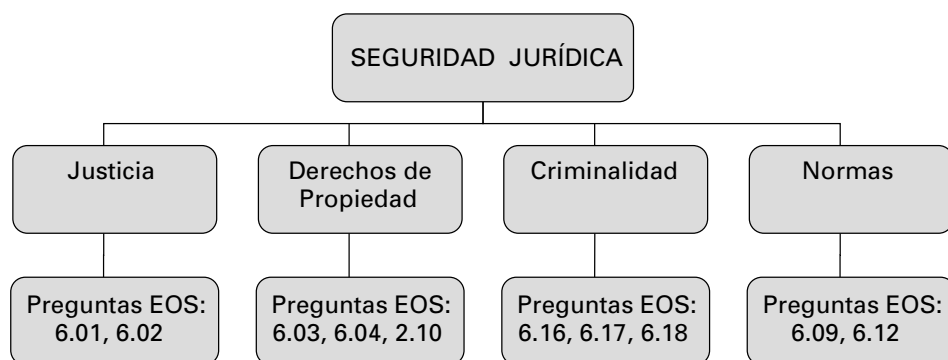 SEGURIDAD JURÍDICA
Justicia
Derechos de
Propiedad
Criminalidad
Normas
Preguntas EOS:
6.01, 6.02
Preguntas EOS:
6.03, 6.04, 2.10
Preguntas EOS:
6.16, 6.17, 6.18
Preguntas EOS:
6.09, 6.12